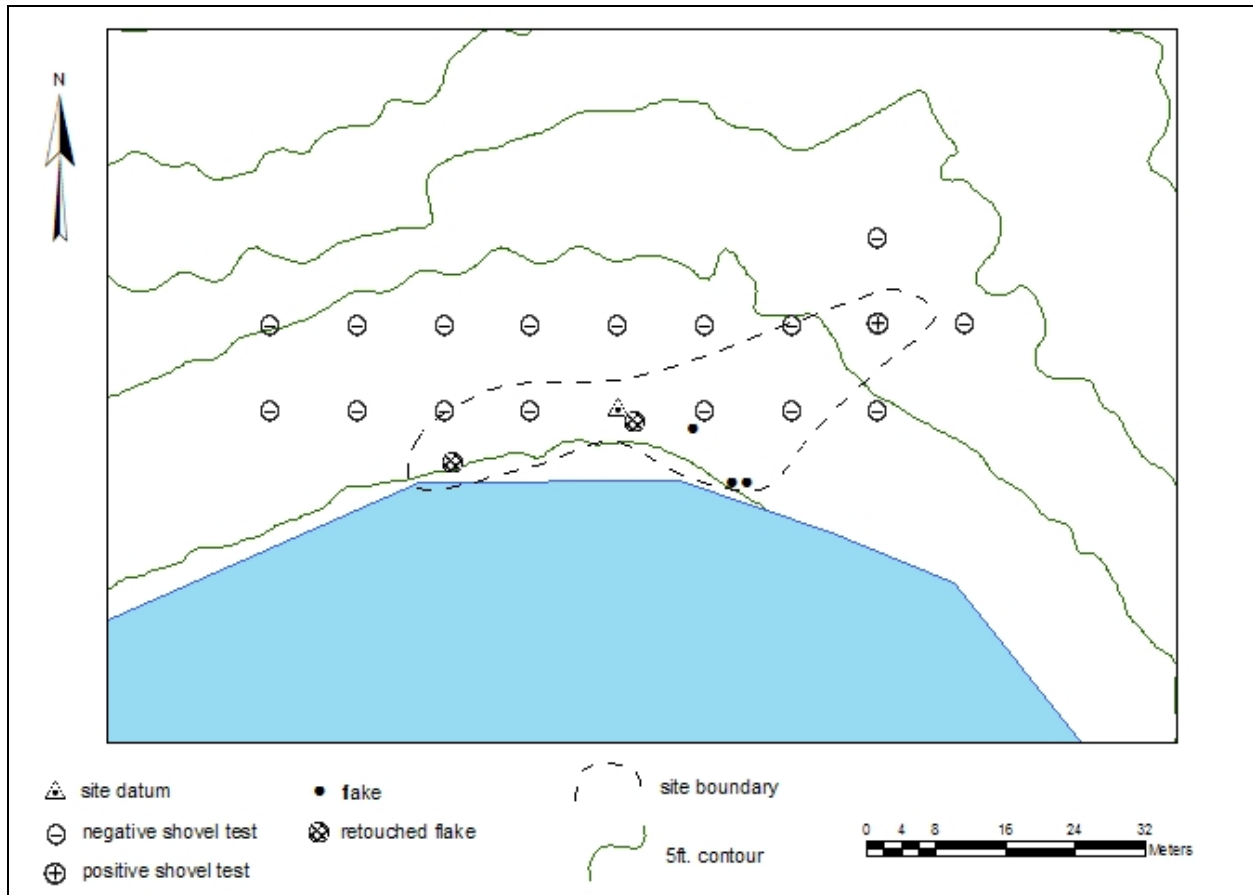 N
site datum
flake
site boundary
negative shovel test
retouched flake
5ft. contour
positive shovel test
0 4 8 16 24 32
Meters